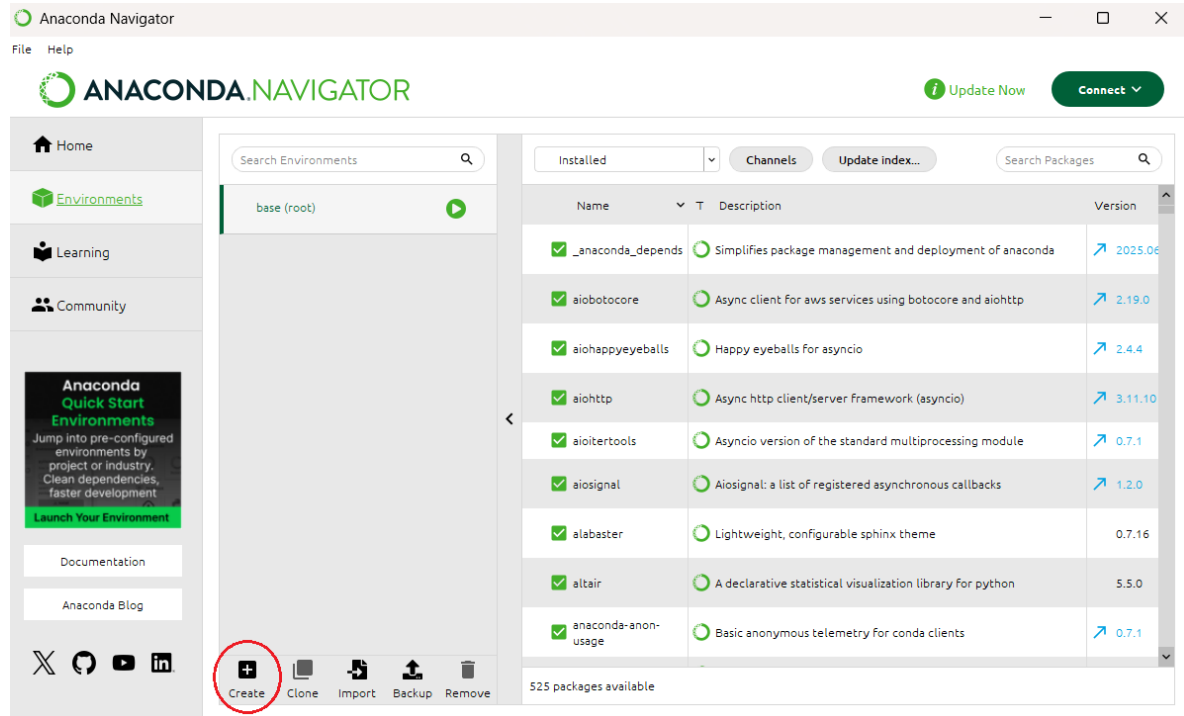 Anaconda Navigator
File Help
ANACONDA.NAVIGATOR
i Update Now
Connect
Home
Environments
Learning
Community
Anaconda
Quick Start
Environments
Jump into pre-configured
environments by
project or industry.
Clean dependencies,
faster development
Launch Your Environment
Documentation
Anaconda Blog
Search Environments
base (root)
Create Clone Import Backup Remove
Installed Channels Update index... Search Packages
Name T Description Version
_anaconda_depends Simplifies package management and deployment of anaconda 2025.06
aiobotocore Async client for aws services using botocore and aiohttp 2.19.0
aiohappyeyeballs Happy eyeballs for asyncio 2.4.4
aiohttp Async http client/server framework (asyncio) 3.11.10
aioitertools Asyncio version of the standard multiprocessing module 0.7.1
aiosignal Aiosignal: a list of registered asynchronous callbacks 1.2.0
alabaster Lightweight, configurable sphinx theme 0.7.16
altair A declarative statistical visualization library for python 5.5.0
anaconda-anon-
usage Basic anonymous telemetry for conda clients 0.7.1
525 packages available